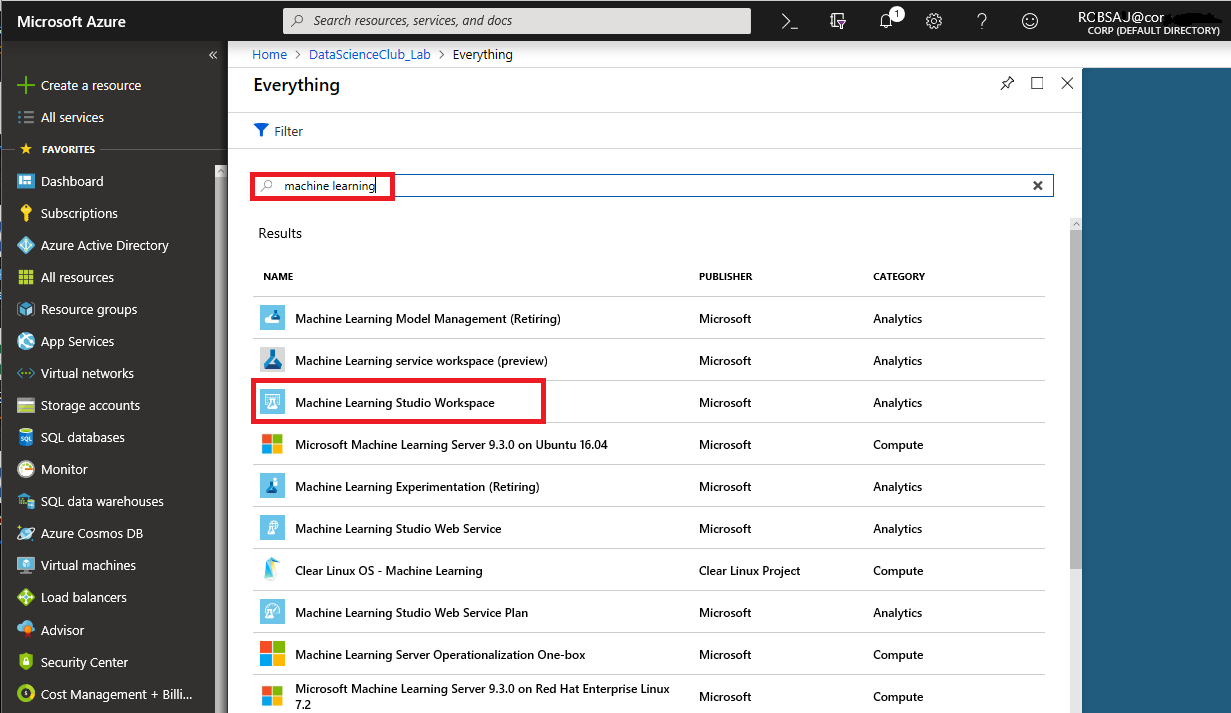 Microsoft Azure
Search resources, services, and docs
1
RCBSAJ@cor
CORP (DEFAULT DIRECTORY)
Create a resource
All services
FAVORITES
Dashboard
Subscriptions
Azure Active Directory
All resources
Resource groups
App Services
Virtual networks
Storage accounts
SQL databases
Monitor
SQL data warehouses
Azure Cosmos DB
Virtual machines
Load balancers
Advisor
Security Center
Cost Management + Billi...
Home > DataScienceClub_Lab > Everything
Everything
Filter
machine learning
Results
NAME PUBLISHER CATEGORY
Machine Learning Model Management (Retiring) Microsoft Analytics
Machine Learning service workspace (preview) Microsoft Analytics
Machine Learning Studio Workspace Microsoft Analytics
Microsoft Machine Learning Server 9.3.0 on Ubuntu 16.04 Microsoft Compute
Machine Learning Experimentation (Retiring) Microsoft Analytics
Machine Learning Studio Web Service Microsoft Analytics
Clear Linux OS - Machine Learning Clear Linux Project Compute
Machine Learning Studio Web Service Plan Microsoft Analytics
Machine Learning Server Operationalization One-box Microsoft Compute
Microsoft Machine Learning Server 9.3.0 on Red Hat Enterprise Linux
7.2 Microsoft Compute